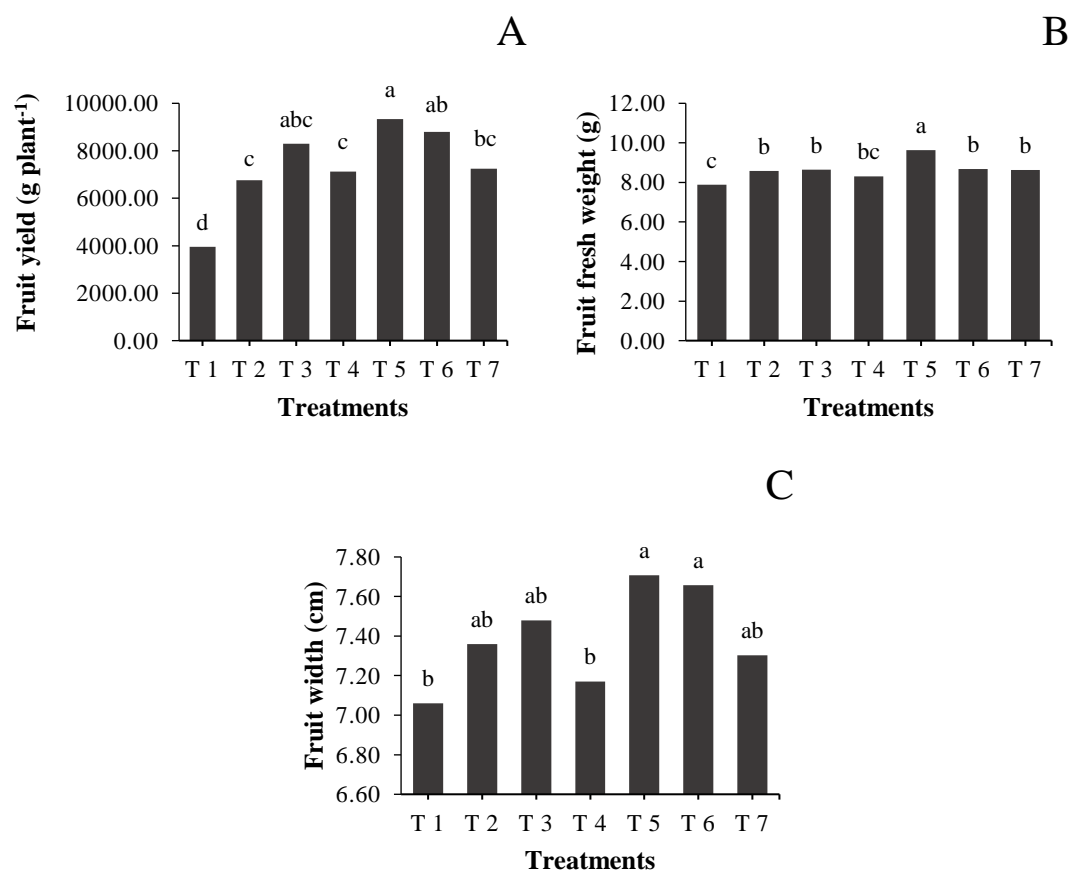 A
Fruit yield (g plant-1)
10000.00
8000.00
6000.00
4000.00
2000.00
0.00
d
c
abc
c
a
ab
bc
T 1 T 2 T 3 T 4 T 5 T 6 T 7
Treatments
B
Fruit fresh weight (g)
12.00
10.00
8.00
6.00
4.00
2.00
0.00
c
b
b
bc
a
b
b
T 1 T 2 T 3 T 4 T 5 T 6 T 7
Treatments
C
Fruit width (cm)
7.80
7.60
7.40
7.20
7.00
6.80
6.60
b
ab
ab
b
a
a
ab
T 1 T 2 T 3 T 4 T 5 T 6 T 7
Treatments